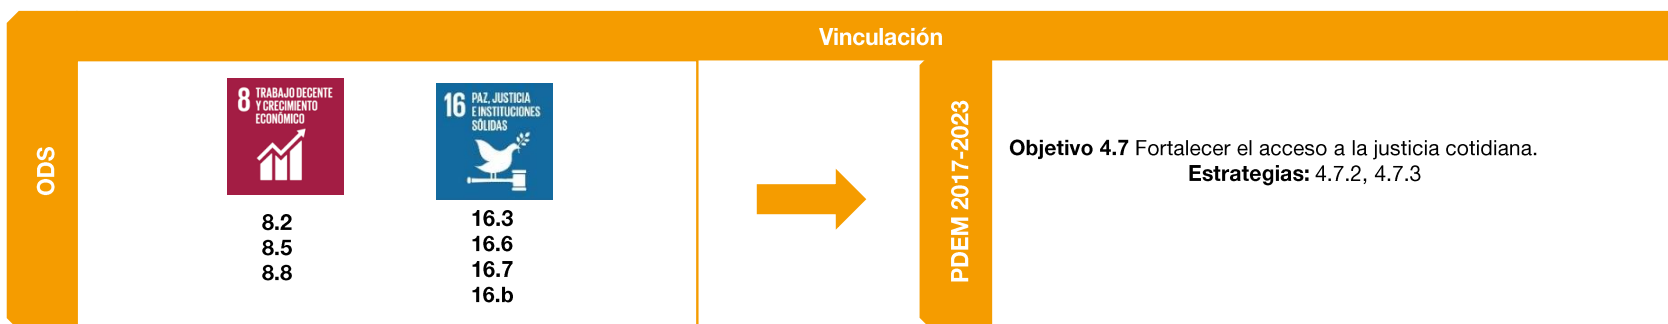 Vinculación
ODS
8 TRABAJO DECENTE
Y CRECIMIENTO
ECONÓMICO
8.2
8.5
8.8
16 PAZ, JUSTICIA
E INSTITUCIONES
SÓLIDAS
16.3
16.6
16.7
16.b
PDEM 2017-2023
Objetivo 4.7 Fortalecer el acceso a la justicia cotidiana.
Estrategias: 4.7.2, 4.7.3